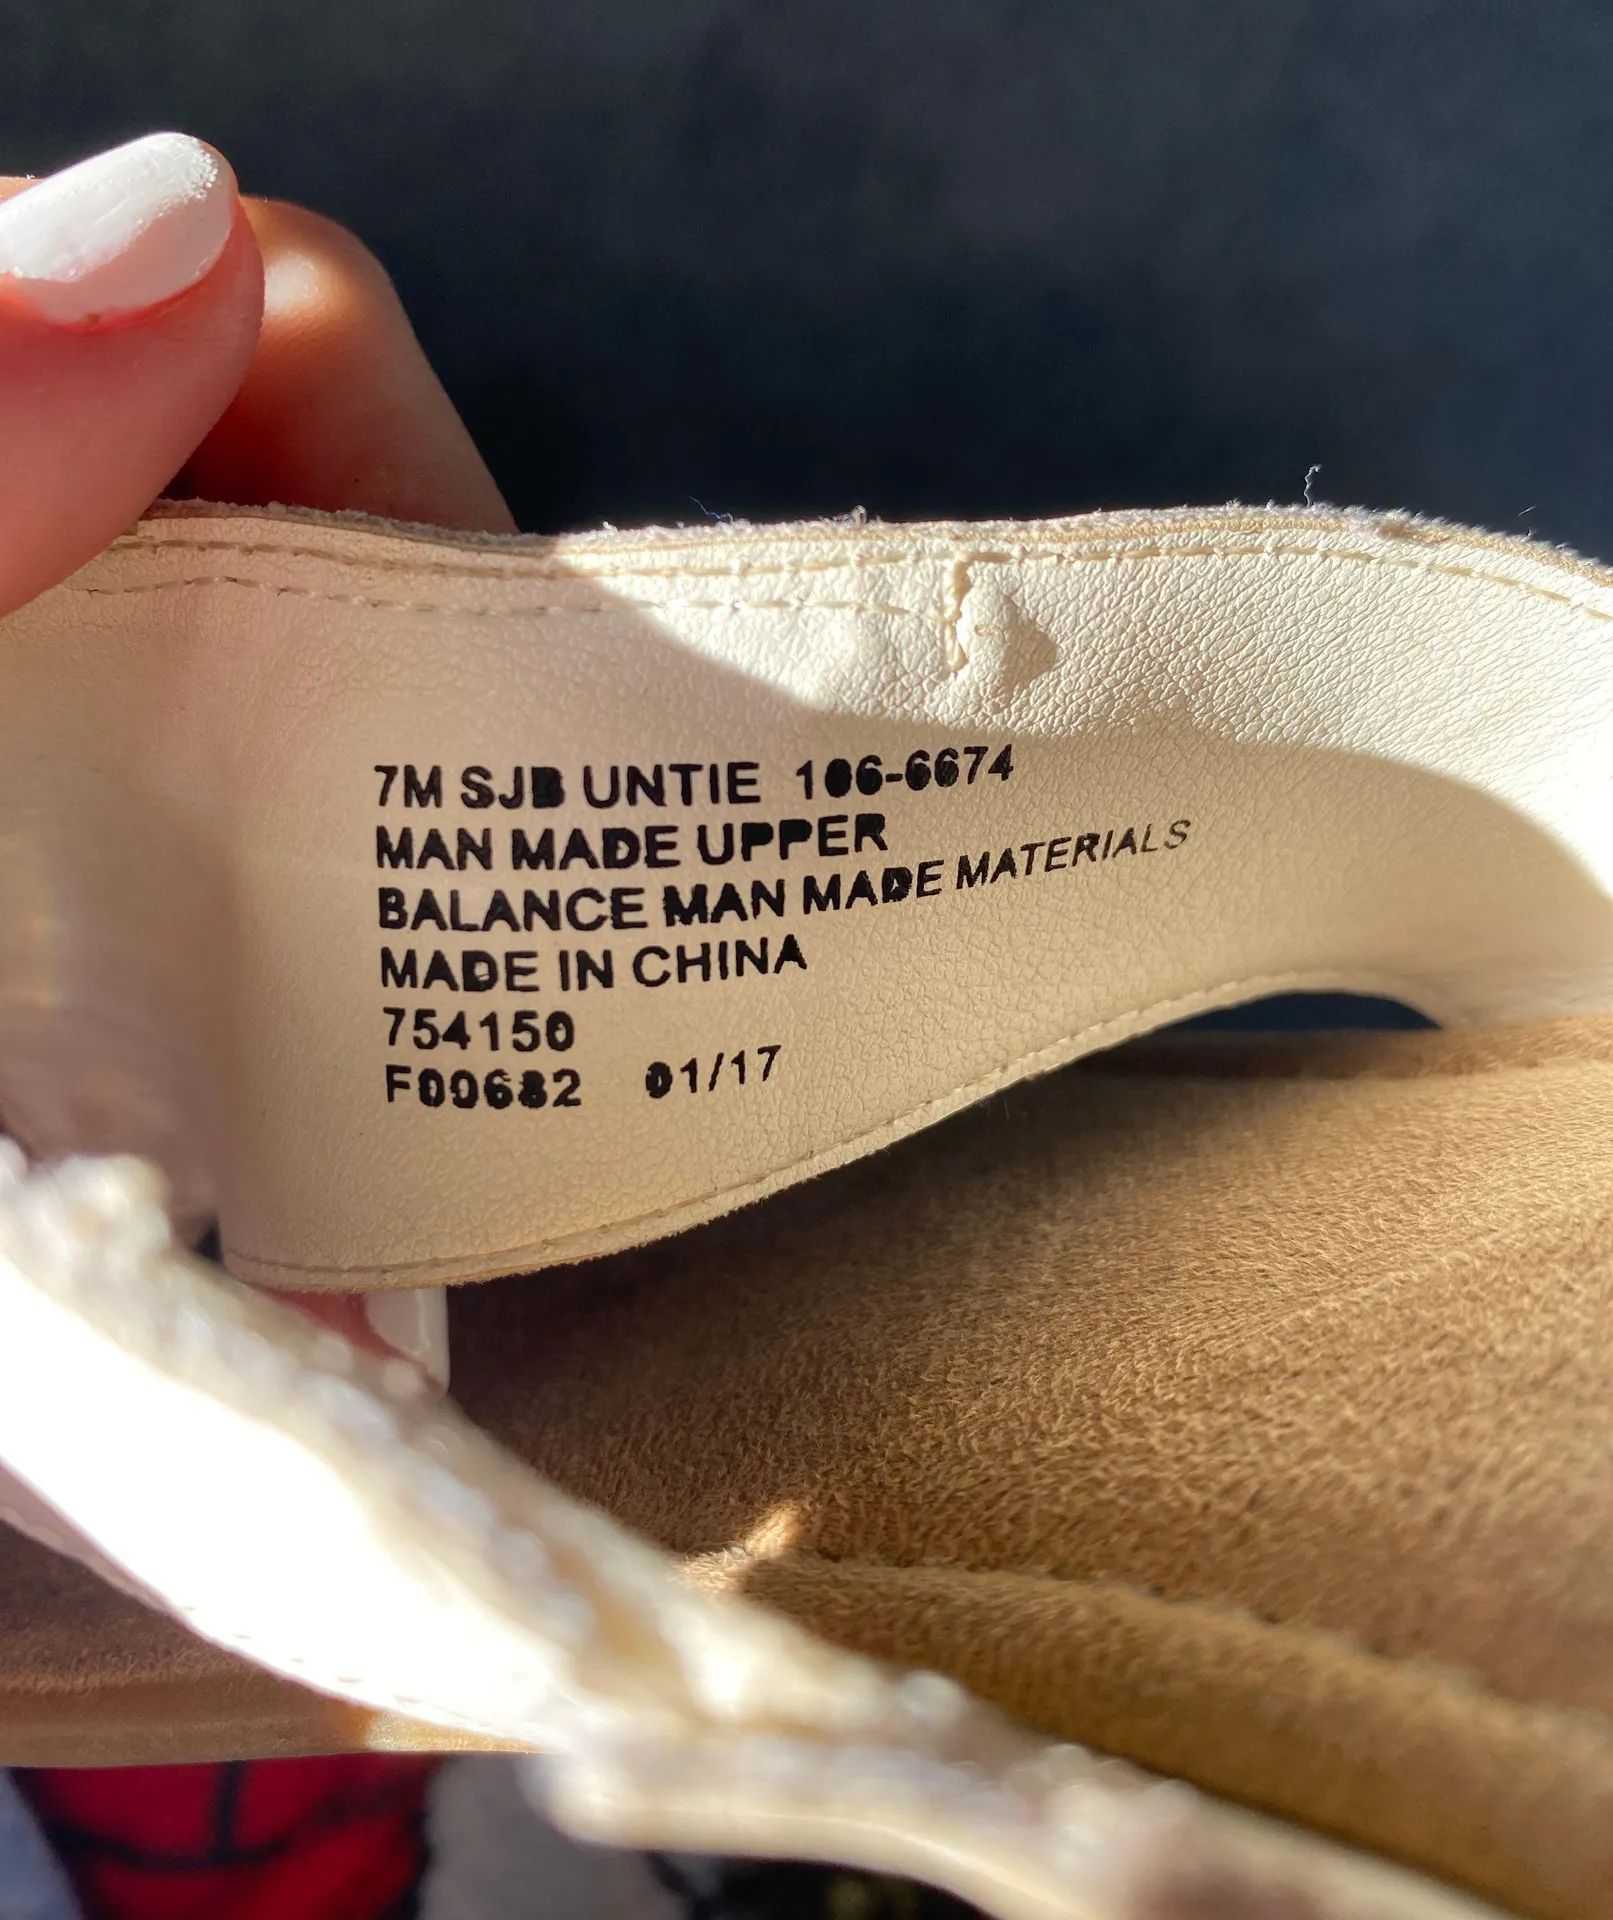 7M SJB UNTIE 106-6674
MAN MADE UPPER
BALANCE MAN MADE MATERIALS
MADE IN CHINA
754150
F00682 01/17